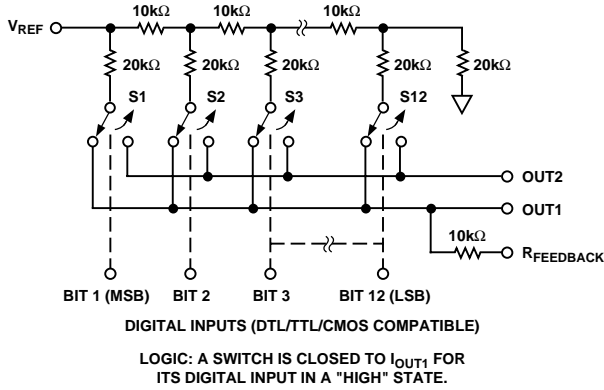 10kΩ 10kΩ 10kΩ
VREF
20kΩ 20kΩ 20kΩ 20kΩ 20kΩ
S1 S2 S3 S12
OUT2
OUT1
10kΩ
RFEEDBACK
BIT 1 (MSB) BIT 2 BIT 3 BIT 12 (LSB)
DIGITAL INPUTS (DTL/TTL/CMOS COMPATIBLE)
LOGIC: A SWITCH IS CLOSED TO IOUT1 FOR
ITS DIGITAL INPUT IN A "HIGH" STATE.